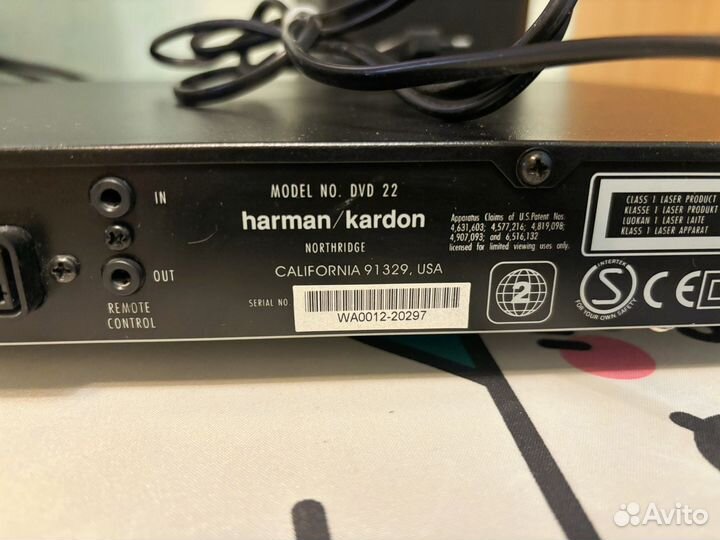 IN
OUT
REMOTE
CONTROL
MODEL NO. DVD 22
harman/kardon
NORTHRIDGE
CALIFORNIA 91329, USA
SERIAL NO.
WA0012-20297
Apparatus Claims of U.S.Patent Nos.
4,631,603; 4,577,216; 4,819,098;
4,907,093; and 6,516,132
licensed for limited viewing uses only.
2
CLASS 1 LASER PRODUCT
KLASSE 1 LASER PRODUKT
LUOKAN 1 LASER LAITE
KLASS 1 LASER APPARAT
INTERTEK
S
FOR YOUR OWN SAFETY
CE
Avito